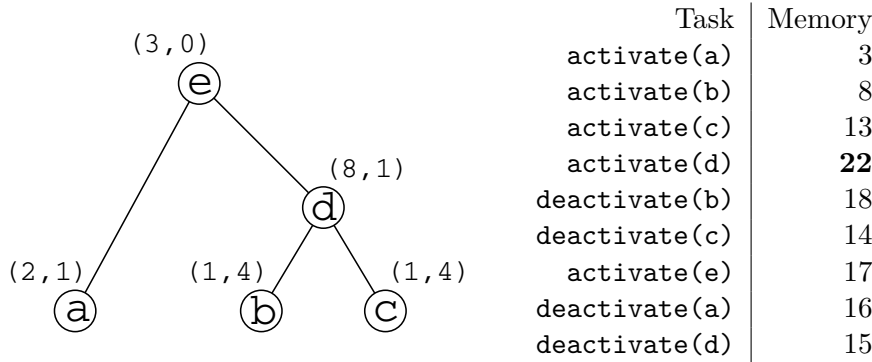 (3,0)
e
(8,1)
d
(2,1)
a
(1,4)
b
(1,4)
c
Task Memory
activate(a) 3
activate(b) 8
activate(c) 13
activate(d) 22
deactivate(b) 18
deactivate(c) 14
activate(e) 17
deactivate(a) 16
deactivate(d) 15